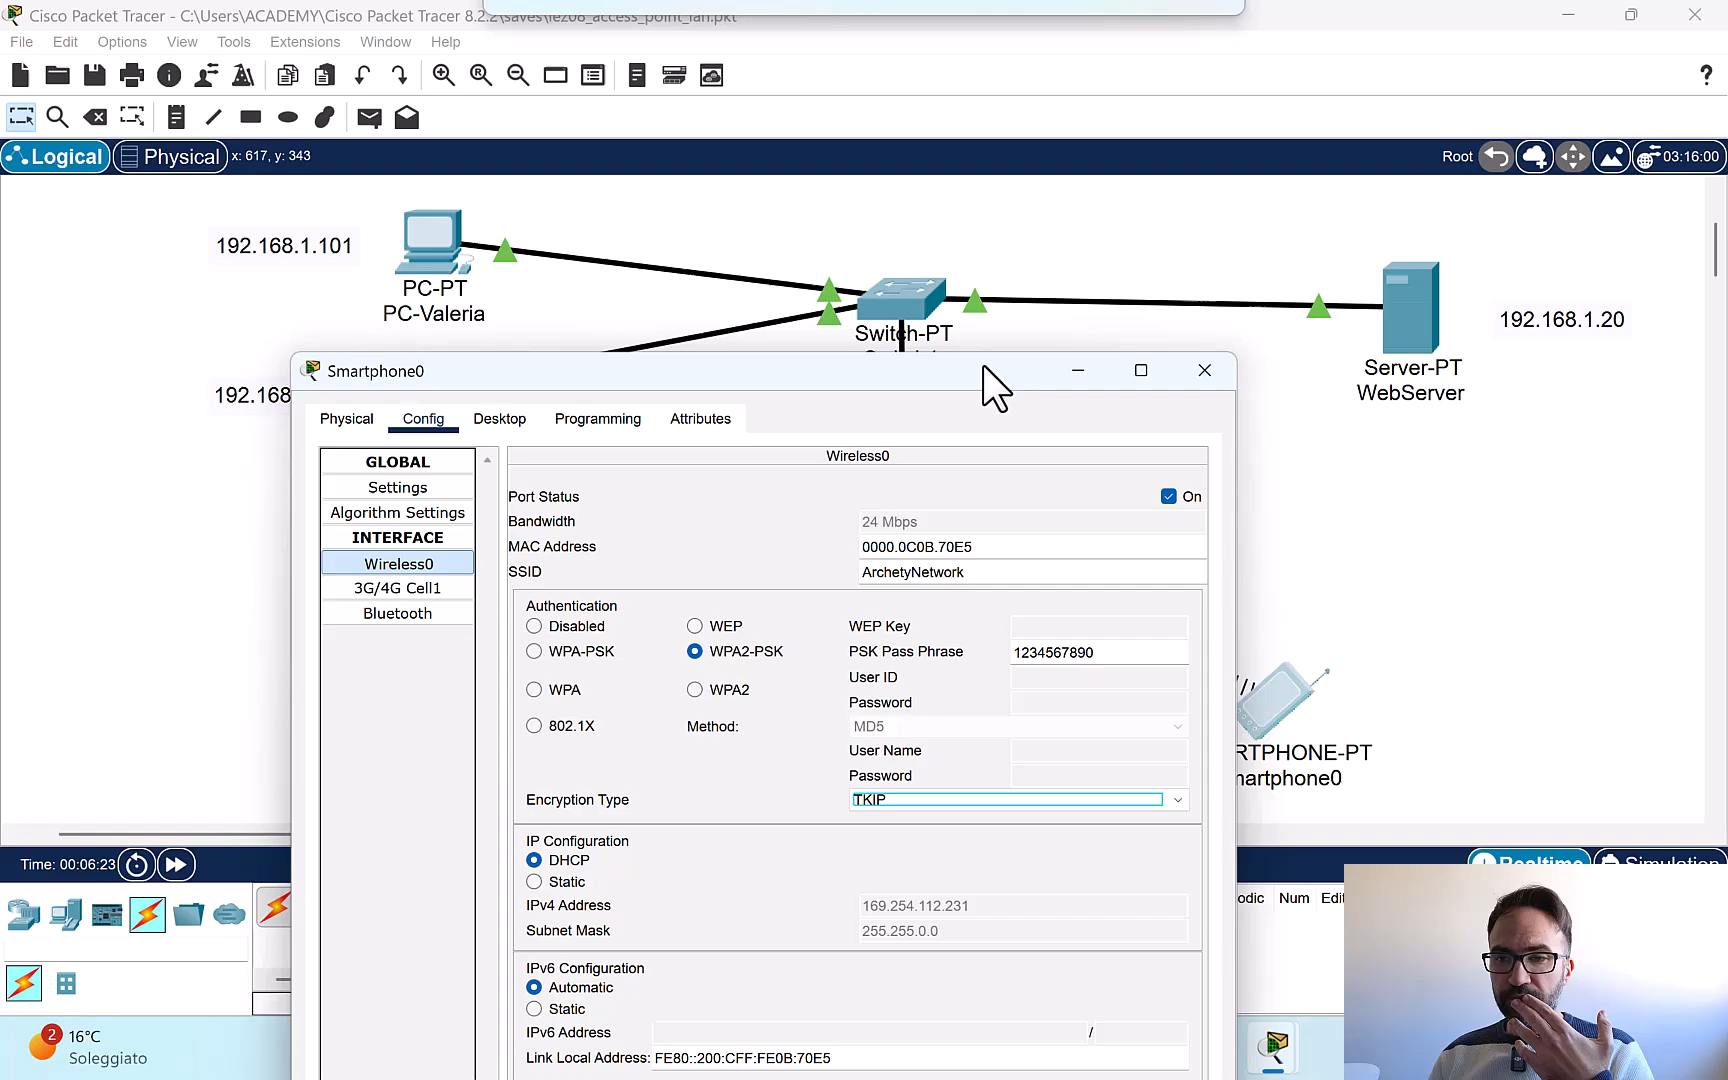 Cisco Packet Tracer - C:\Users\ACADEMY\Cisco Packet Tracer 8.2.2\saves\lez08_access_point_lan.pkt
File Edit Options View Tools Extensions Window Help
Logical Physical x: 617, y: 343 Root 03:16:00
192.168.1.101
PC-PT
PC-Valeria
Switch-PT
192.168.1.20
Server-PT
WebServer
192.168
Smartphone0
Physical Config Desktop Programming Attributes
GLOBAL
Settings
Algorithm Settings
INTERFACE
Wireless0
3G/4G Cell1
Bluetooth
Wireless0
Port Status On
Bandwidth 24 Mbps
MAC Address 0000.0C0B.70E5
SSID ArchetyNetwork
Authentication
Disabled WEP WEP Key
WPA-PSK WPA2-PSK PSK Pass Phrase 1234567890
User ID
WPA WPA2 Password
802.1X Method: MD5
User Name
Password
Encryption Type TKIP
IP Configuration
DHCP
Static
IPv4 Address 169.254.112.231
Subnet Mask 255.255.0.0
IPv6 Configuration
Automatic
Static
IPv6 Address /
Link Local Address: FE80::200:CFF:FE0B:70E5
RTPHONE-PT
martphone0
Time: 00:06:23
Realtime Simulation
odic Num Edi
2
16°C
Soleggiato